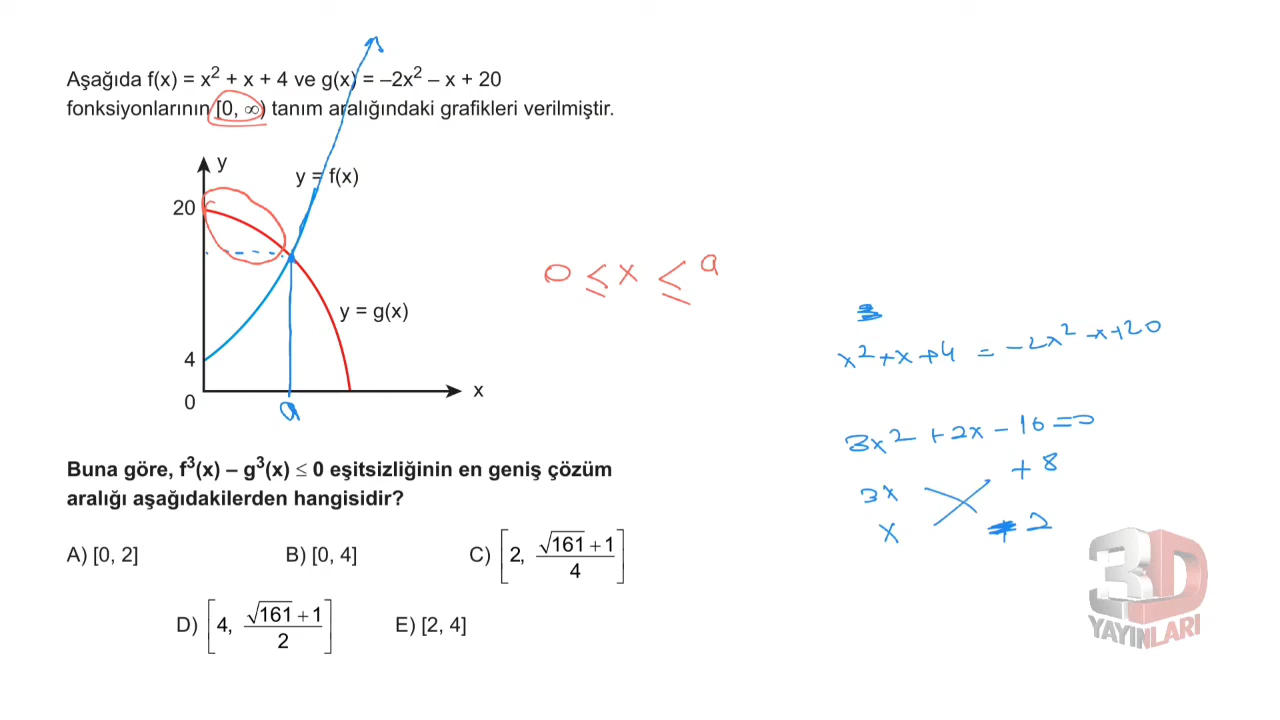 Aşağıda f(x) = x² + x + 4 ve g(x) = –2x² – x + 20
fonksiyonlarının [0, ∞) tanım aralığındaki grafikleri verilmiştir.
y
y = f(x)
20
0 ≤ x ≤ a
y = g(x)
x² + x + 4 = –2x² – x + 20
4
x
0
a
3x² + 2x – 16 = 0
3x + 8
x – 2
Buna göre, f³(x) – g³(x) ≤ 0 eşitsizliğinin en geniş çözüm
aralığı aşağıdakilerden hangisidir?
A) [0, 2] B) [0, 4] C) [2, (√161 + 1)/4]
D) [4, (√161 + 1)/2] E) [2, 4]
3D
YAYINLARI